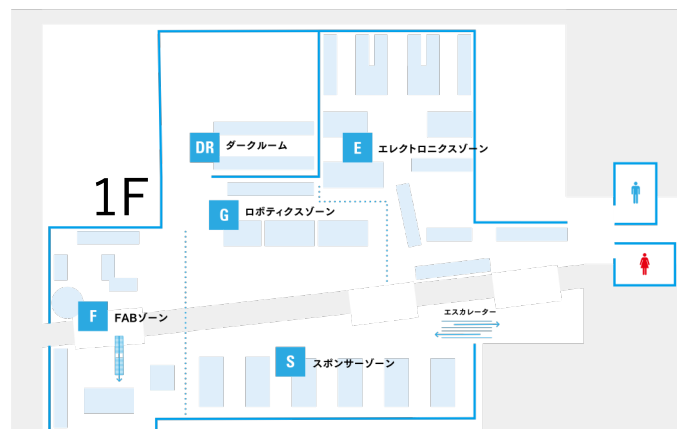 DR ダークルーム
E エレクトロニクスゾーン
1F
G ロボティクスゾーン
F FABゾーン
エスカレーター
S スポンサーゾーン